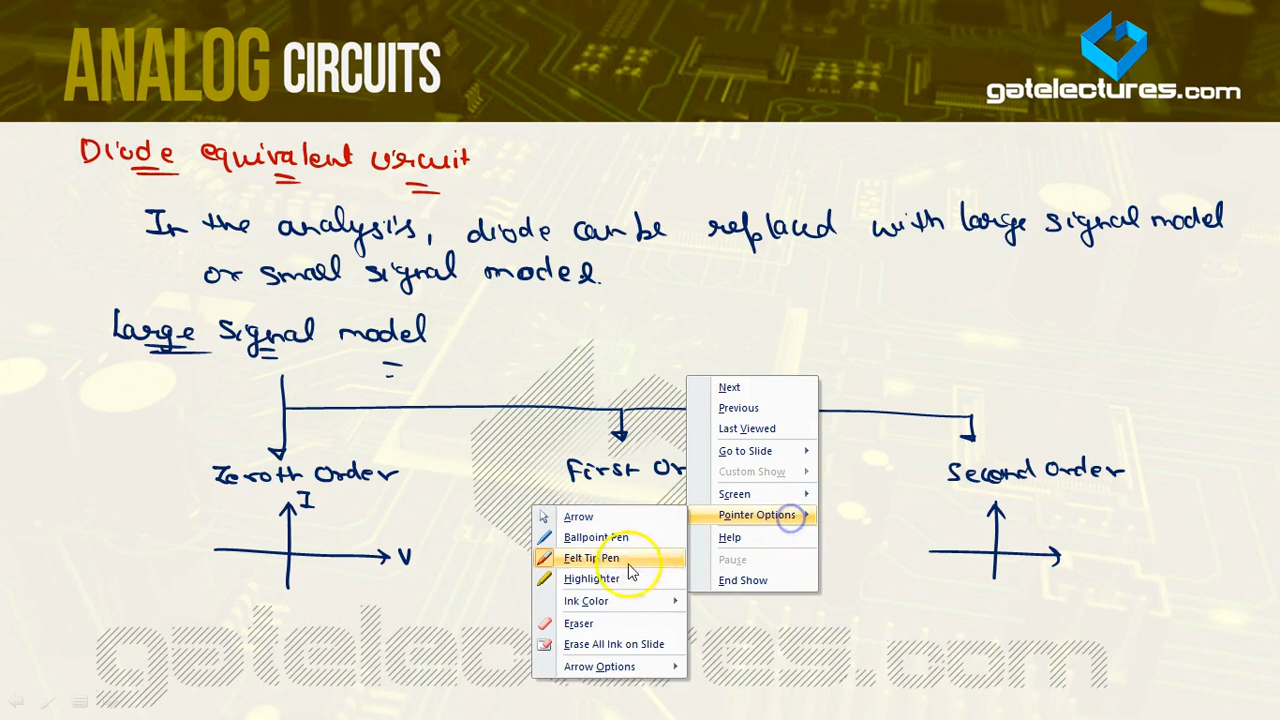 ANALOG CIRCUITS
gatelectures.com
Diode equivalent circuit
In the analysis, diode can be replaced with large signal model
or small signal model.
Large signal model
Zeroth Order
First Or
Second Order
I
V
Next
Previous
Last Viewed
Go to Slide
Custom Show
Screen
Pointer Options
Help
Pause
End Show
Arrow
Ballpoint Pen
Felt Tip Pen
Highlighter
Ink Color
Eraser
Erase All Ink on Slide
Arrow Options
gatelectures.com